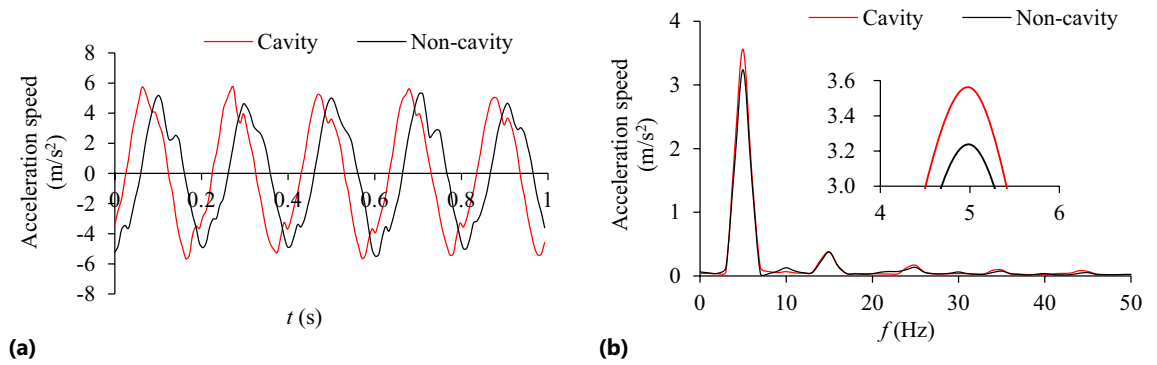 Cavity
Non-cavity
Acceleration speed
(m/s²)
8
6
4
2
0
-2
-4
-6
-8
0
0.2
0.4
0.6
0.8
1
t (s)
(a)
Cavity
Non-cavity
Acceleration speed
(m/s²)
4
3
2
1
0
0
10
20
30
40
50
f (Hz)
3.6
3.4
3.2
3.0
4
5
6
(b)